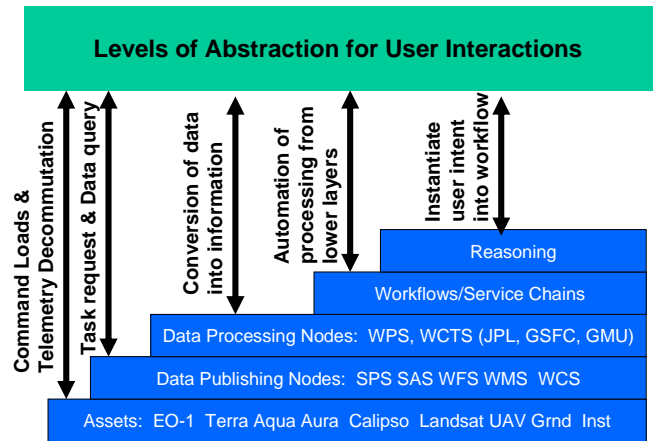 Levels of Abstraction for User Interactions
Command Loads &
Telemetry Decommutation
Task request & Data query
Conversion of data
into information
Automation of
processing from
lower layers
Instantiate
user intent
into workflow
Reasoning
Workflows/Service Chains
Data Processing Nodes: WPS, WCTS (JPL, GSFC, GMU)
Data Publishing Nodes: SPS SAS WFS WMS WCS
Assets: EO-1 Terra Aqua Aura Calipso Landsat UAV Grnd Inst